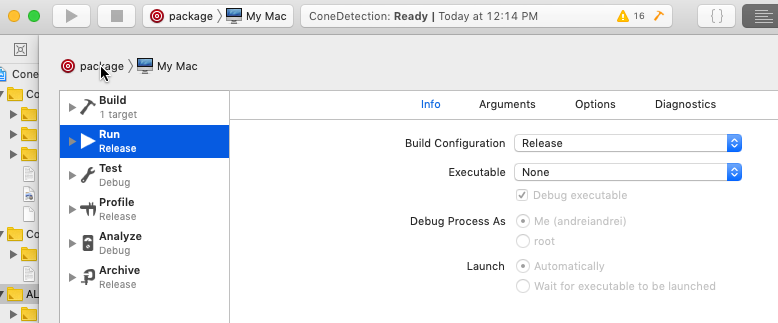 package 〉 My Mac
ConeDetection: Ready | Today at 12:14 PM
16
{ }
package 〉 My Mac
Cone
Co
Co
AL
Build
1 target
Run
Release
Test
Debug
Profile
Release
Analyze
Debug
Archive
Release
Info Arguments Options Diagnostics
Build Configuration Release
Executable None
Debug executable
Debug Process As Me (andreiandrei)
root
Launch Automatically
Wait for executable to be launched